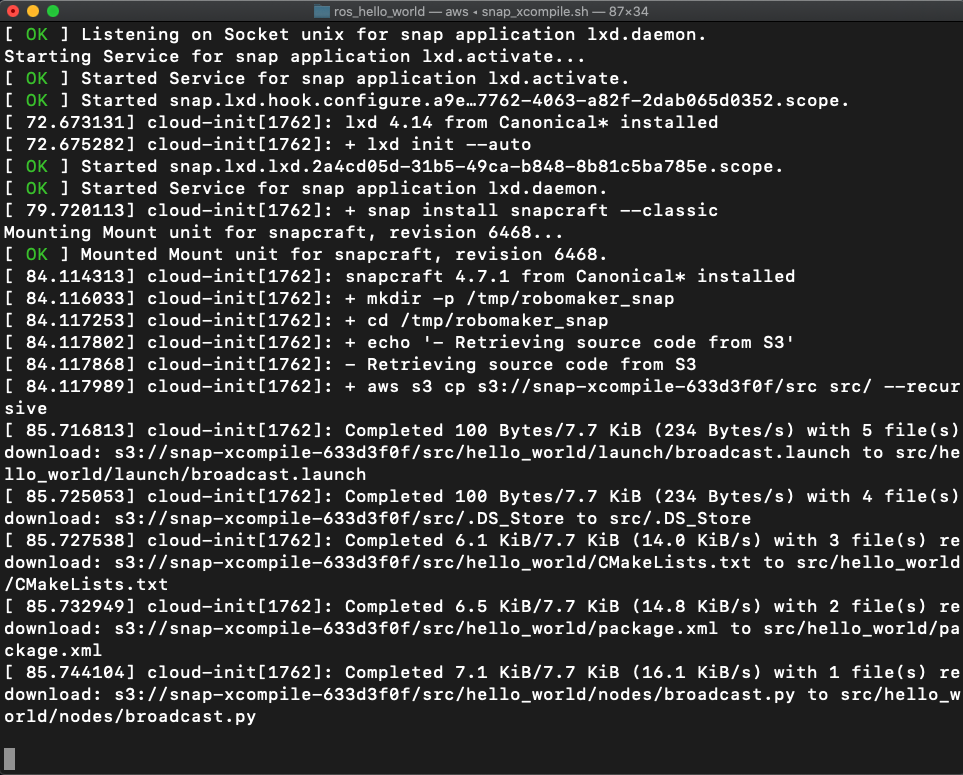 ros_hello_world — aws ◂ snap_xcompile.sh — 87×34
[ OK ] Listening on Socket unix for snap application lxd.daemon.
Starting Service for snap application lxd.activate...
[ OK ] Started Service for snap application lxd.activate.
[ OK ] Started snap.lxd.hook.configure.a9e…7762-4063-a82f-2dab065d0352.scope.
[ 72.673131] cloud-init[1762]: lxd 4.14 from Canonical* installed
[ 72.675282] cloud-init[1762]: + lxd init --auto
[ OK ] Started snap.lxd.lxd.2a4cd05d-31b5-49ca-b848-8b81c5ba785e.scope.
[ OK ] Started Service for snap application lxd.daemon.
[ 79.720113] cloud-init[1762]: + snap install snapcraft --classic
Mounting Mount unit for snapcraft, revision 6468...
[ OK ] Mounted Mount unit for snapcraft, revision 6468.
[ 84.114313] cloud-init[1762]: snapcraft 4.7.1 from Canonical* installed
[ 84.116033] cloud-init[1762]: + mkdir -p /tmp/robomaker_snap
[ 84.117253] cloud-init[1762]: + cd /tmp/robomaker_snap
[ 84.117802] cloud-init[1762]: + echo '- Retrieving source code from S3'
[ 84.117868] cloud-init[1762]: - Retrieving source code from S3
[ 84.117989] cloud-init[1762]: + aws s3 cp s3://snap-xcompile-633d3f0f/src src/ --recur
sive
[ 85.716813] cloud-init[1762]: Completed 100 Bytes/7.7 KiB (234 Bytes/s) with 5 file(s)
download: s3://snap-xcompile-633d3f0f/src/hello_world/launch/broadcast.launch to src/he
llo_world/launch/broadcast.launch
[ 85.725053] cloud-init[1762]: Completed 100 Bytes/7.7 KiB (234 Bytes/s) with 4 file(s)
download: s3://snap-xcompile-633d3f0f/src/.DS_Store to src/.DS_Store
[ 85.727538] cloud-init[1762]: Completed 6.1 KiB/7.7 KiB (14.0 KiB/s) with 3 file(s) re
download: s3://snap-xcompile-633d3f0f/src/hello_world/CMakeLists.txt to src/hello_world
/CMakeLists.txt
[ 85.732949] cloud-init[1762]: Completed 6.5 KiB/7.7 KiB (14.8 KiB/s) with 2 file(s) re
download: s3://snap-xcompile-633d3f0f/src/hello_world/package.xml to src/hello_world/pa
ckage.xml
[ 85.744104] cloud-init[1762]: Completed 7.1 KiB/7.7 KiB (16.1 KiB/s) with 1 file(s) re
download: s3://snap-xcompile-633d3f0f/src/hello_world/nodes/broadcast.py to src/hello_w
orld/nodes/broadcast.py